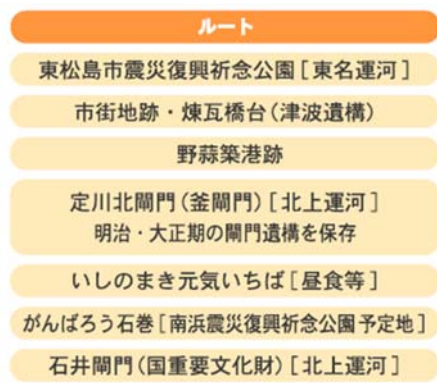 ルート
東松島市震災復興祈念公園[東名運河]
市街地跡・煉瓦橋台(津波遺構)
野蒜築港跡
定川北閘門(釜閘門)[北上運河]
明治・大正期の閘門遺構を保存
いしのまき元気いちば[昼食等]
がんばろう石巻[南浜震災復興祈念公園予定地]
石井閘門(国重要文化財)[北上運河]